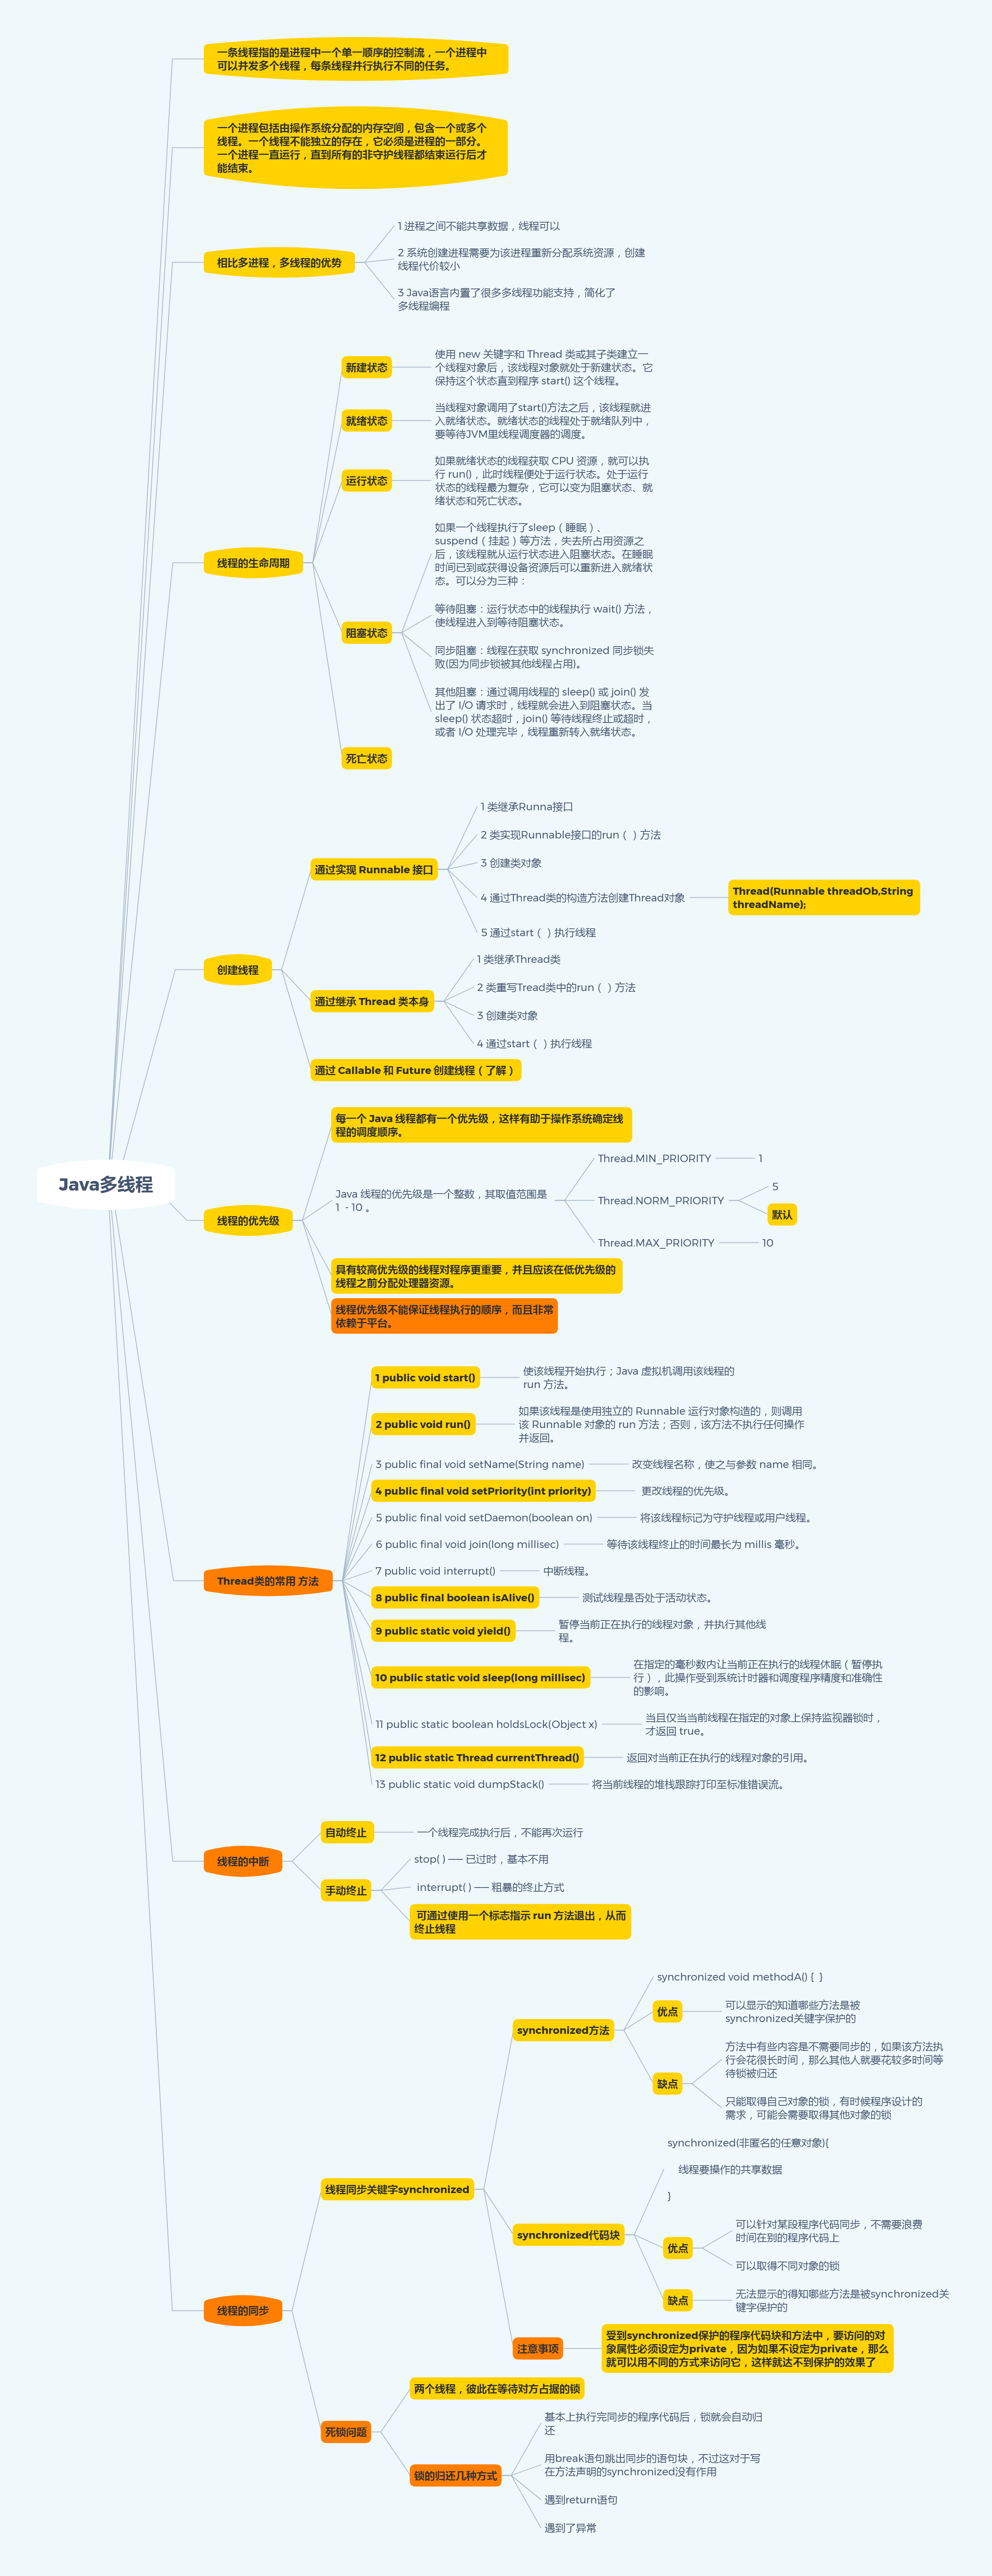 一条线程指的是进程中一个单一顺序的控制流，一个进程中
可以并发多个线程，每条线程并行执行不同的任务。
一个进程包括由操作系统分配的内存空间，包含一个或多个
线程。一个线程不能独立的存在，它必须是进程的一部分。
一个进程一直运行，直到所有的非守护线程都结束运行后才
能结束。
相比多进程，多线程的优势
1 进程之间不能共享数据，线程可以
2 系统创建进程需要为该进程重新分配系统资源，创建
线程代价较小
3 Java语言内置了很多多线程功能支持，简化了
多线程编程
线程的生命周期
新建状态
使用 new 关键字和 Thread 类或其子类建立一
个线程对象后，该线程对象就处于新建状态。它
保持这个状态直到程序 start() 这个线程。
就绪状态
当线程对象调用了start()方法之后，该线程就进
入就绪状态。就绪状态的线程处于就绪队列中，
要等待JVM里线程调度器的调度。
运行状态
如果就绪状态的线程获取 CPU 资源，就可以执
行 run()，此时线程便处于运行状态。处于运行
状态的线程最为复杂，它可以变为阻塞状态、就
绪状态和死亡状态。
阻塞状态
如果一个线程执行了sleep（睡眠）、
suspend（挂起）等方法，失去所占用资源之
后，该线程就从运行状态进入阻塞状态。在睡眠
时间已到或获得设备资源后可以重新进入就绪状
态。可以分为三种：
等待阻塞：运行状态中的线程执行 wait() 方法，
使线程进入到等待阻塞状态。
同步阻塞：线程在获取 synchronized 同步锁失
败(因为同步锁被其他线程占用)。
其他阻塞：通过调用线程的 sleep() 或 join() 发
出了 I/O 请求时，线程就会进入到阻塞状态。当
sleep() 状态超时，join() 等待线程终止或超时，
或者 I/O 处理完毕，线程重新转入就绪状态。
死亡状态
创建线程
通过实现 Runnable 接口
1 类继承Runna接口
2 类实现Runnable接口的run（ ）方法
3 创建类对象
4 通过Thread类的构造方法创建Thread对象
Thread(Runnable threadOb,String
threadName);
5 通过start（ ）执行线程
通过继承 Thread 类本身
1 类继承Thread类
2 类重写Tread类中的run（ ）方法
3 创建类对象
4 通过start（ ）执行线程
通过 Callable 和 Future 创建线程（了解）
Java多线程
线程的优先级
每一个 Java 线程都有一个优先级，这样有助于操作系统确定线
程的调度顺序。
Java 线程的优先级是一个整数，其取值范围是
1 - 10 。
Thread.MIN_PRIORITY
1
Thread.NORM_PRIORITY
5
默认
Thread.MAX_PRIORITY
10
具有较高优先级的线程对程序更重要，并且应该在低优先级的
线程之前分配处理器资源。
线程优先级不能保证线程执行的顺序，而且非常
依赖于平台。
Thread类的常用 方法
1 public void start()
使该线程开始执行；Java 虚拟机调用该线程的
run 方法。
2 public void run()
如果该线程是使用独立的 Runnable 运行对象构造的，则调用
该 Runnable 对象的 run 方法；否则，该方法不执行任何操作
并返回。
3 public final void setName(String name)
改变线程名称，使之与参数 name 相同。
4 public final void setPriority(int priority)
更改线程的优先级。
5 public final void setDaemon(boolean on)
将该线程标记为守护线程或用户线程。
6 public final void join(long millisec)
等待该线程终止的时间最长为 millis 毫秒。
7 public void interrupt()
中断线程。
8 public final boolean isAlive()
测试线程是否处于活动状态。
9 public static void yield()
暂停当前正在执行的线程对象，并执行其他线
程。
10 public static void sleep(long millisec)
在指定的毫秒数内让当前正在执行的线程休眠（暂停执
行），此操作受到系统计时器和调度程序精度和准确性
的影响。
11 public static boolean holdsLock(Object x)
当且仅当当前线程在指定的对象上保持监视器锁时，
才返回 true。
12 public static Thread currentThread()
返回对当前正在执行的线程对象的引用。
13 public static void dumpStack()
将当前线程的堆栈跟踪打印至标准错误流。
线程的中断
自动终止
一个线程完成执行后，不能再次运行
手动终止
stop( ) —— 已过时，基本不用
interrupt( ) —— 粗暴的终止方式
可通过使用一个标志指示 run 方法退出，从而
终止线程
线程的同步
线程同步关键字synchronized
synchronized方法
synchronized void methodA() { }
优点
可以显示的知道哪些方法是被
synchronized关键字保护的
缺点
方法中有些内容是不需要同步的，如果该方法执
行会花很长时间，那么其他人就要花较多时间等
待锁被归还
只能取得自己对象的锁，有时候程序设计的
需求，可能会需要取得其他对象的锁
synchronized代码块
synchronized(非匿名的任意对象){
线程要操作的共享数据
}
优点
可以针对某段程序代码同步，不需要浪费
时间在别的程序代码上
可以取得不同对象的锁
缺点
无法显示的得知哪些方法是被synchronized关
键字保护的
注意事项
受到synchronized保护的程序代码块和方法中，要访问的对
象属性必须设定为private，因为如果不设定为private，那么
就可以用不同的方式来访问它，这样就达不到保护的效果了
死锁问题
两个线程，彼此在等待对方占据的锁
锁的归还几种方式
基本上执行完同步的程序代码后，锁就会自动归
还
用break语句跳出同步的语句块，不过这对于写
在方法声明的synchronized没有作用
遇到return语句
遇到了异常